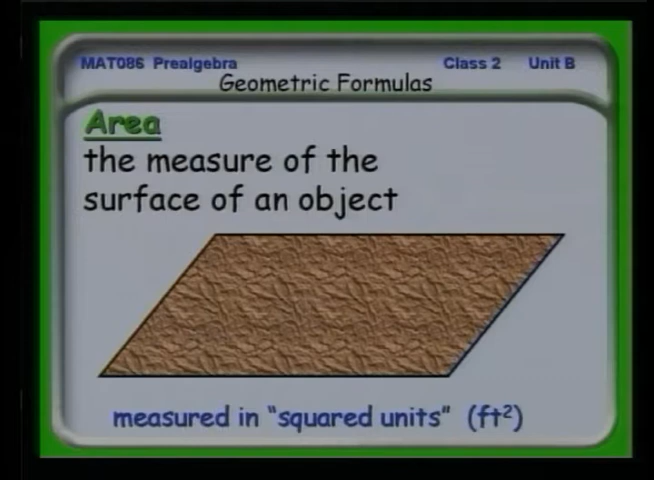 MAT086 Prealgebra Class 2 Unit B
Geometric Formulas
Area
the measure of the
surface of an object
measured in “squared units” (ft²)